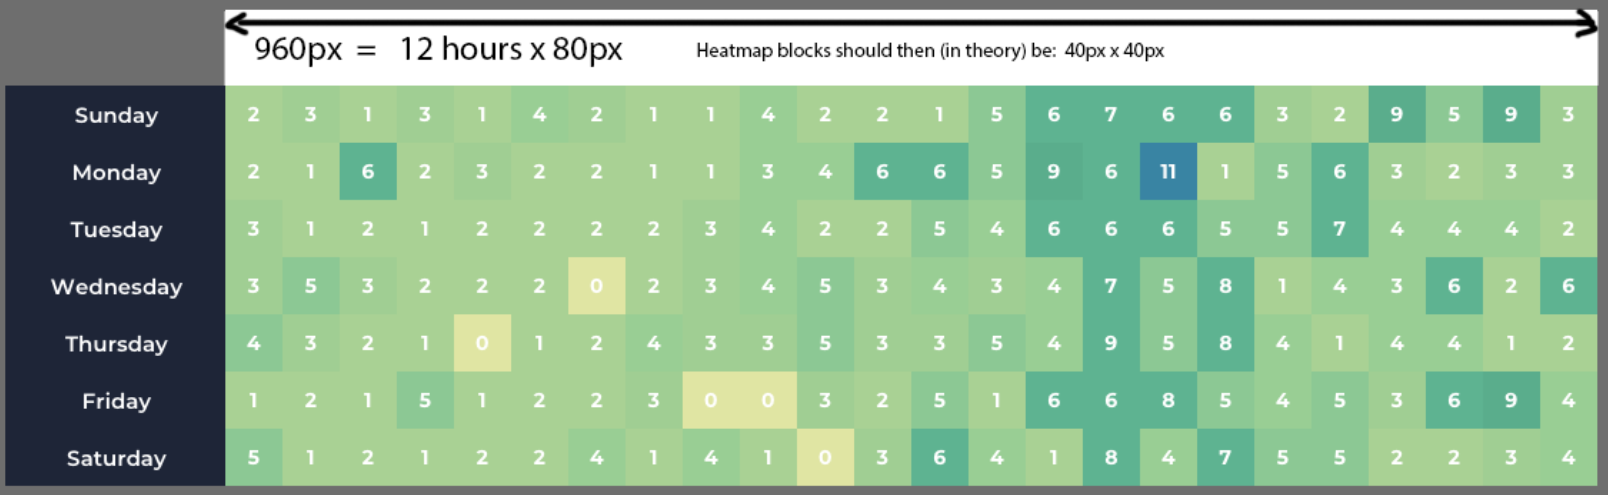 960px = 12 hours x 80px Heatmap blocks should then (in theory) be: 40px x 40px
Sunday 2 3 1 3 1 4 2 1 1 4 2 2 1 5 6 7 6 6 3 2 9 5 9 3
Monday 2 1 6 2 3 2 2 1 1 3 4 6 6 5 9 6 11 1 5 6 3 2 3 3
Tuesday 3 1 2 1 2 2 2 2 3 4 2 2 5 4 6 6 6 5 5 7 4 4 4 2
Wednesday 3 5 3 2 2 2 0 2 3 4 5 3 4 3 4 7 5 8 1 4 3 6 2 6
Thursday 4 3 2 1 0 1 2 4 3 3 5 3 3 5 4 9 5 8 4 1 4 4 1 2
Friday 1 2 1 5 1 2 2 3 0 0 3 2 5 1 6 6 8 5 4 5 3 6 9 4
Saturday 5 1 2 1 2 2 4 1 4 1 0 3 6 4 1 8 4 7 5 5 2 2 3 4